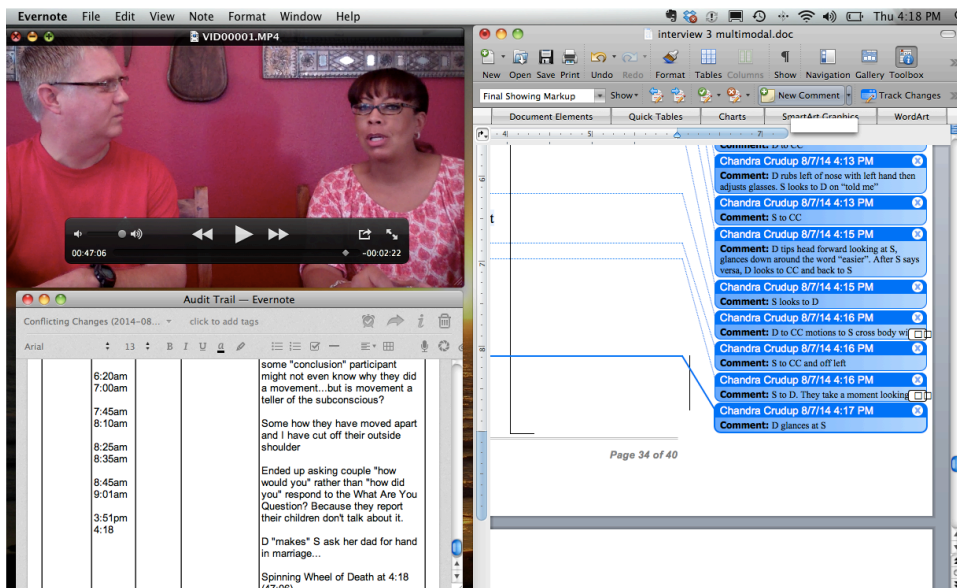 Evernote File Edit View Note Format Window Help
Thu 4:18 PM
VID00001.MP4
00:47:06
-00:02:22
Audit Trail — Evernote
Conflicting Changes (2014-08...
click to add tags
Arial
13
B I U a
some "conclusion" participant
6:20am
might not even know why they did
7:00am
a movement...but is movement a
teller of the subconscious?
7:45am
8:10am
Some how they have moved apart
and I have cut off their outside
8:25am
shoulder
8:35am
Ended up asking couple "how
8:45am
would you" rather than "how did
9:01am
you" respond to the What Are You
Question? Because they report
3:51pm
their children don't talk about it.
4:18
D "makes" S ask her dad for hand
in marriage...
Spinning Wheel of Death at 4:18
(47:06)
interview 3 multimodal.doc
New Open Save Print Undo Redo Format Tables Columns Show Navigation Gallery Toolbox
Final Showing Markup
Show
New Comment
Track Changes
Document Elements
Quick Tables
Charts
SmartArt Graphics
WordArt
Comment: D to CC
Chandra Crudup 8/7/14 4:13 PM
Comment: D rubs left of nose with left hand then
adjusts glasses. S looks to D on “told me”
Chandra Crudup 8/7/14 4:13 PM
Comment: S to CC
Chandra Crudup 8/7/14 4:15 PM
Comment: D tips head forward looking at S,
glances down around the word “easier”. After S says
versa, D looks to CC and back to S
Chandra Crudup 8/7/14 4:15 PM
Comment: S looks to D
Chandra Crudup 8/7/14 4:16 PM
Comment: D to CC motions to S cross body wi
Chandra Crudup 8/7/14 4:16 PM
Comment: S to CC and off left
Chandra Crudup 8/7/14 4:16 PM
Comment: S to D. They take a moment looking
Chandra Crudup 8/7/14 4:17 PM
Comment: D glances at S
t
Page 34 of 40